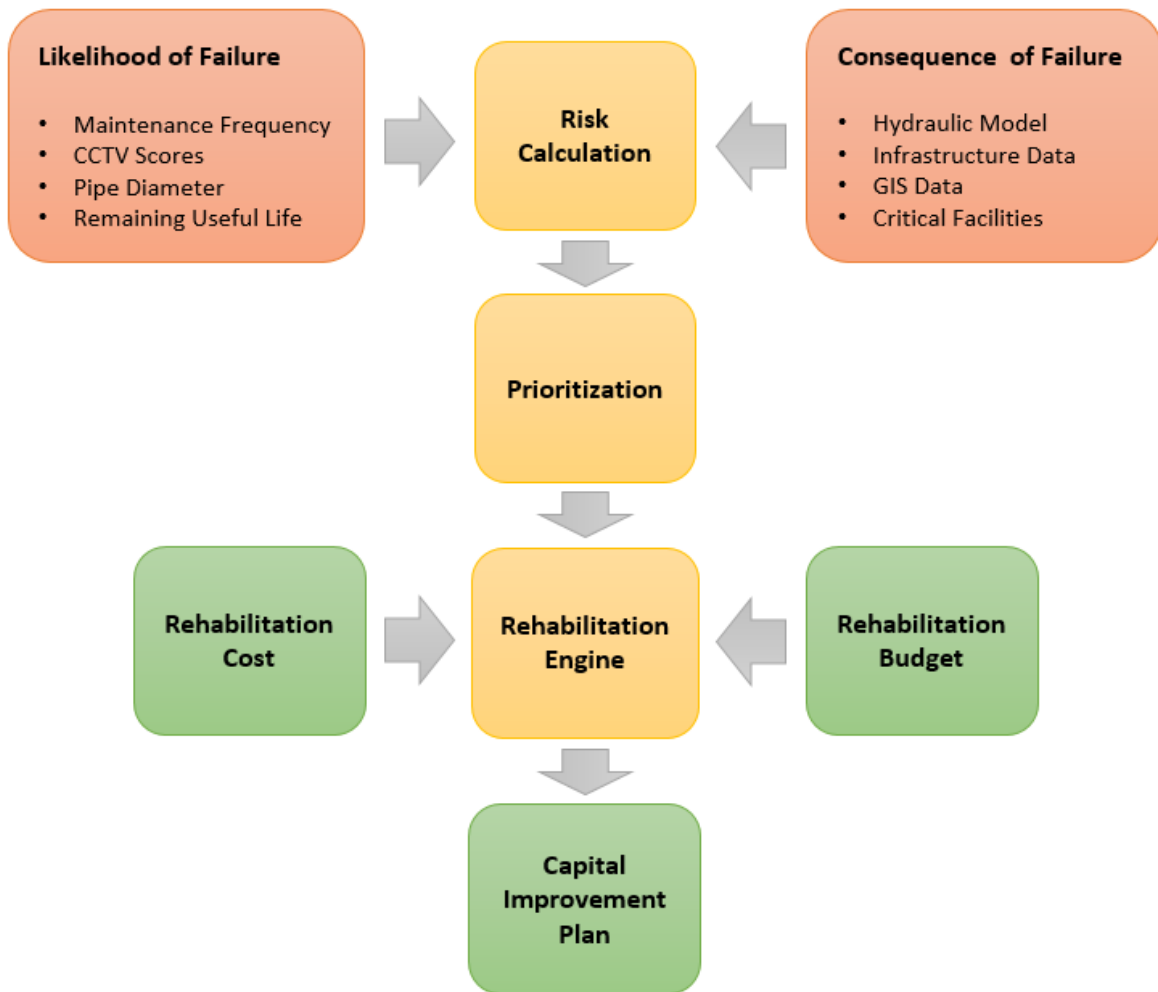 Likelihood of Failure
• Maintenance Frequency
• CCTV Scores
• Pipe Diameter
• Remaining Useful Life
Risk
Calculation
Consequence of Failure
• Hydraulic Model
• Infrastructure Data
• GIS Data
• Critical Facilities
Prioritization
Rehabilitation
Cost
Rehabilitation
Engine
Rehabilitation
Budget
Capital
Improvement
Plan